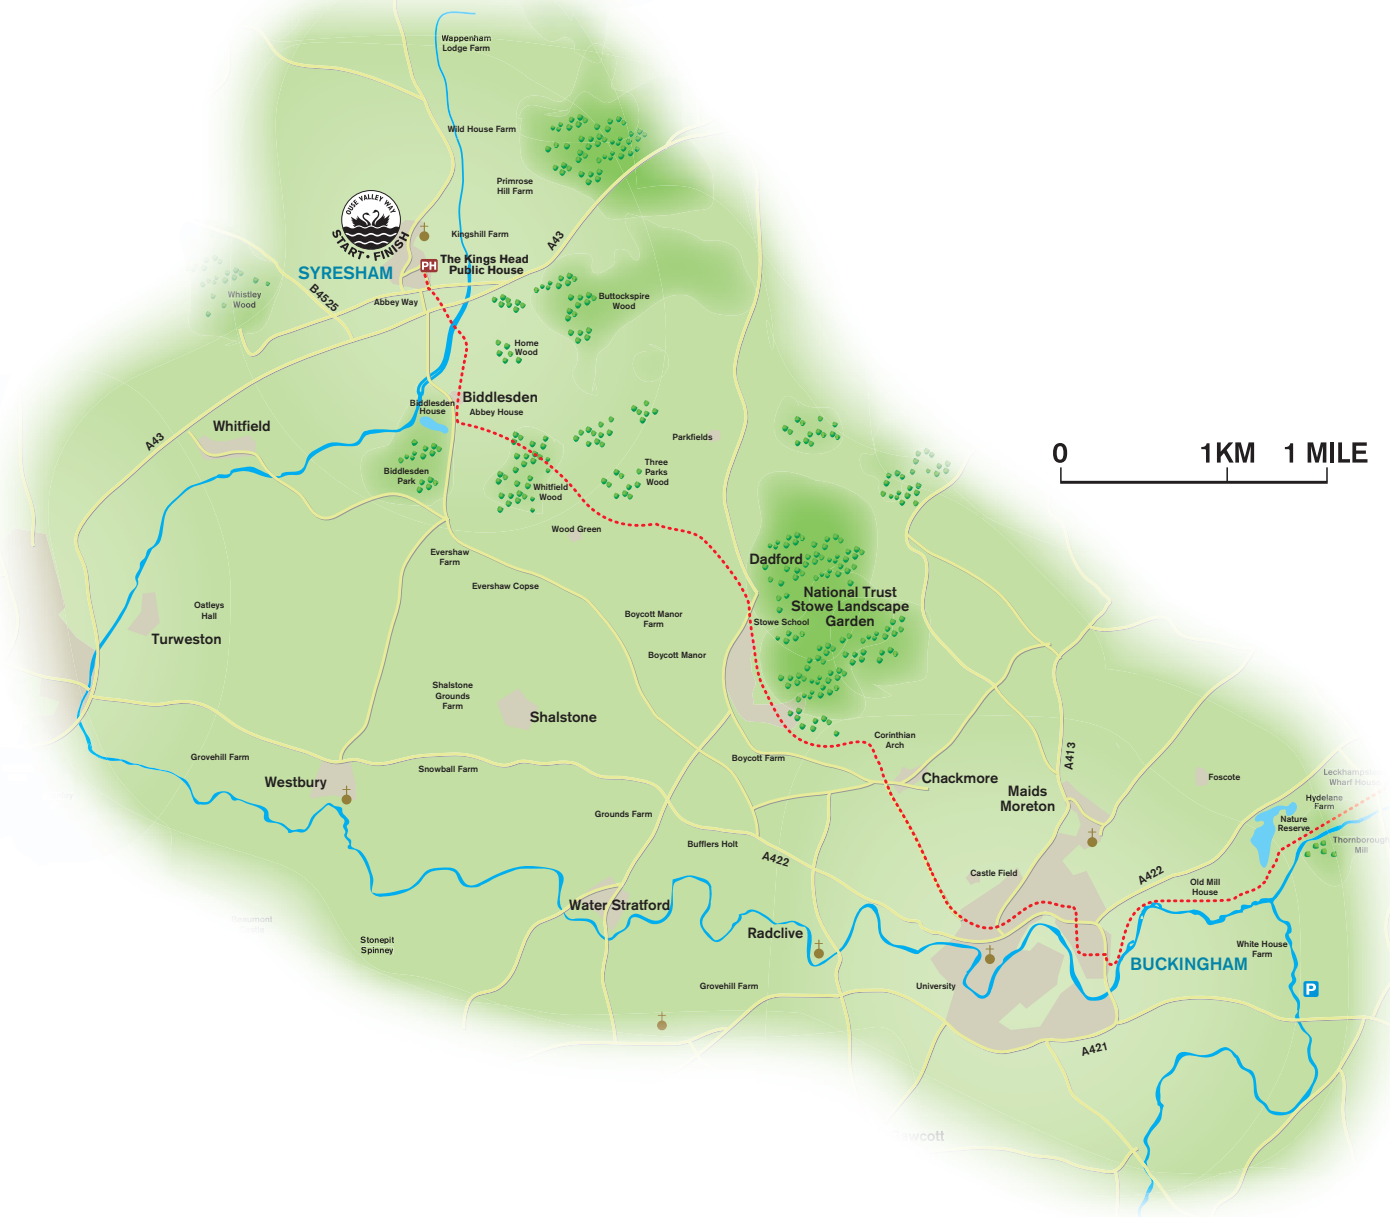 Wappenham
Lodge Farm
Wild House Farm
Primrose
Hill Farm
OUSE VALLEY WAY
START • FINISH
Kingshill Farm
A43
PH
The Kings Head
Public House
SYRESHAM
B4525
Abbey Way
Whistley
Wood
Buttockspire
Wood
Home
Wood
Biddlesden
Biddlesden
House
Abbey House
A43
Whitfield
Parkfields
0
1KM
1 MILE
Biddlesden
Park
Three
Parks
Wood
Whitfield
Wood
Wood Green
Evershaw
Farm
Evershaw Copse
Dadford
National Trust
Stowe Landscape
Garden
Stowe School
Oatleys
Hall
Turweston
Boycott Manor
Farm
Boycott Manor
Shalstone
Grounds
Farm
Shalstone
Grovehill Farm
Westbury
Snowball Farm
Boycott Farm
Corinthian
Arch
A413
Chackmore
Maids
Moreton
Foscote
Wharf House
Hydelane
Farm
Nature
Reserve
Thornborough
Mill
Grounds Farm
Bufflers Holt
A422
Castle Field
A422
Old Mill
House
Water Stratford
Radclive
Stonepit
Spinney
Grovehill Farm
University
BUCKINGHAM
White House
Farm
P
A421